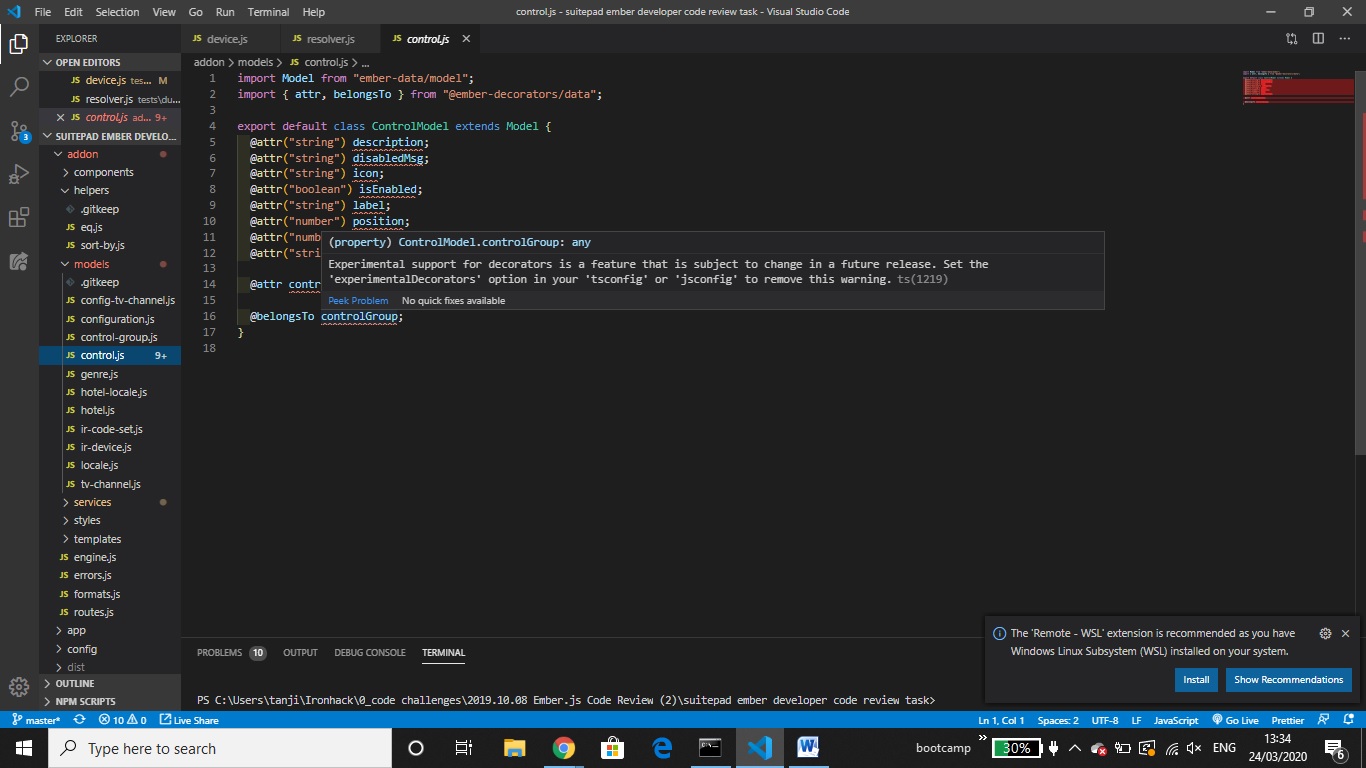 File Edit Selection View Go Run Terminal Help
control.js - suitepad ember developer code review task - Visual Studio Code
EXPLORER
OPEN EDITORS
JS device.js tes... M
JS resolver.js tests\du...
JS control.js ad... 9+
SUITEPAD EMBER DEVELO...
addon
components
helpers
.gitkeep
JS eq.js
JS sort-by.js
models
.gitkeep
JS config-tv-channel.js
JS configuration.js
JS control-group.js
JS control.js 9+
JS genre.js
JS hotel-locale.js
JS hotel.js
JS ir-code-set.js
JS ir-device.js
JS locale.js
JS tv-channel.js
services
styles
templates
JS engine.js
JS errors.js
JS formats.js
JS routes.js
app
config
dist
OUTLINE
NPM SCRIPTS
JS device.js
JS resolver.js
JS control.js
addon > models > JS control.js > ...
1 import Model from "ember-data/model";
2 import { attr, belongsTo } from "@ember-decorators/data";
3
4 export default class ControlModel extends Model {
5 @attr("string") description;
6 @attr("string") disabledMsg;
7 @attr("string") icon;
8 @attr("boolean") isEnabled;
9 @attr("string") label;
10 @attr("number") position;
11 @attr("numb
12 @attr("stri
13
14 @attr contr
15
16 @belongsTo controlGroup;
17 }
18
(property) ControlModel.controlGroup: any
Experimental support for decorators is a feature that is subject to change in a future release. Set the
'experimentalDecorators' option in your 'tsconfig' or 'jsconfig' to remove this warning. ts(1219)
Peek Problem No quick fixes available
PROBLEMS 10 OUTPUT DEBUG CONSOLE TERMINAL
PS C:\Users\tanji\Ironhack\0_code challenges\2019.10.08 Ember.js Code Review (2)\suitepad ember developer code review task>
The 'Remote - WSL' extension is recommended as you have
Windows Linux Subsystem (WSL) installed on your system.
Install Show Recommendations
3
master* 10 0 Live Share
Ln 1, Col 1 Spaces: 2 UTF-8 LF JavaScript Go Live Prettier
Type here to search
bootcamp » 30% ENG
13:34
24/03/2020
6